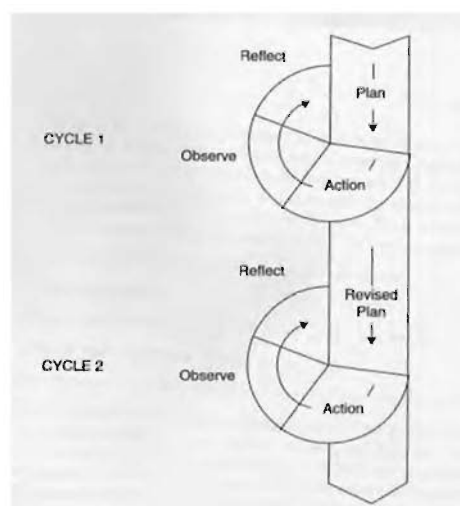 Reflect
Plan
CYCLE 1
Observe
Action
Reflect
Revised
Plan
CYCLE 2
Observe
Action